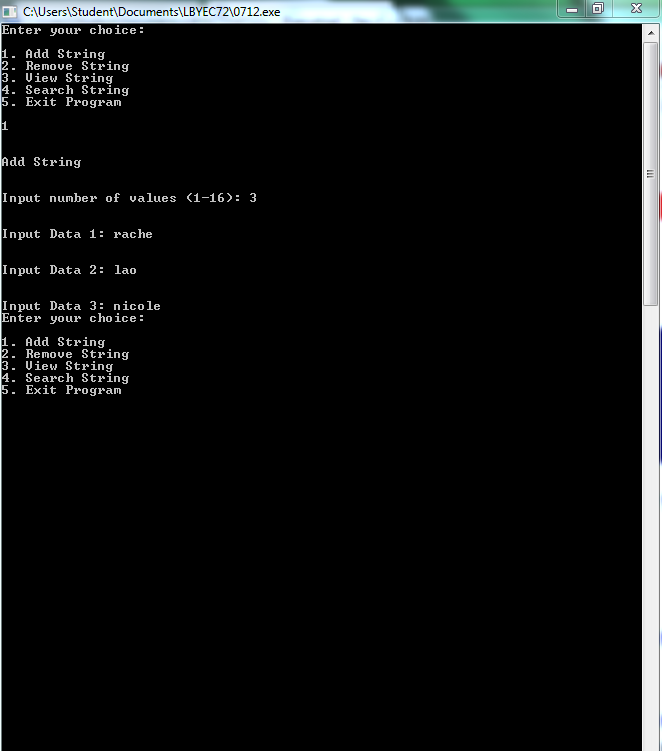 C:\Users\Student\Documents\LBYEC72\0712.exe
Enter your choice:
1. Add String
2. Remove String
3. View String
4. Search String
5. Exit Program
1
Add String
Input number of values (1-16): 3
Input Data 1: rache
Input Data 2: lao
Input Data 3: nicole
Enter your choice:
1. Add String
2. Remove String
3. View String
4. Search String
5. Exit Program